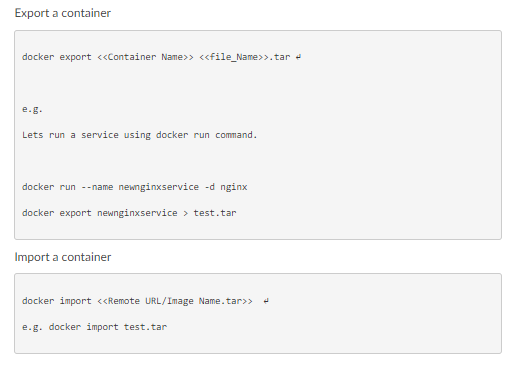 Export a container
docker export <<Container Name>> <<file_Name>>.tar ↵
e.g.
Lets run a service using docker run command.
docker run --name newnginxservice -d nginx
docker export newnginxservice > test.tar
Import a container
docker import <<Remote URL/Image Name.tar>> ↵
e.g. docker import test.tar